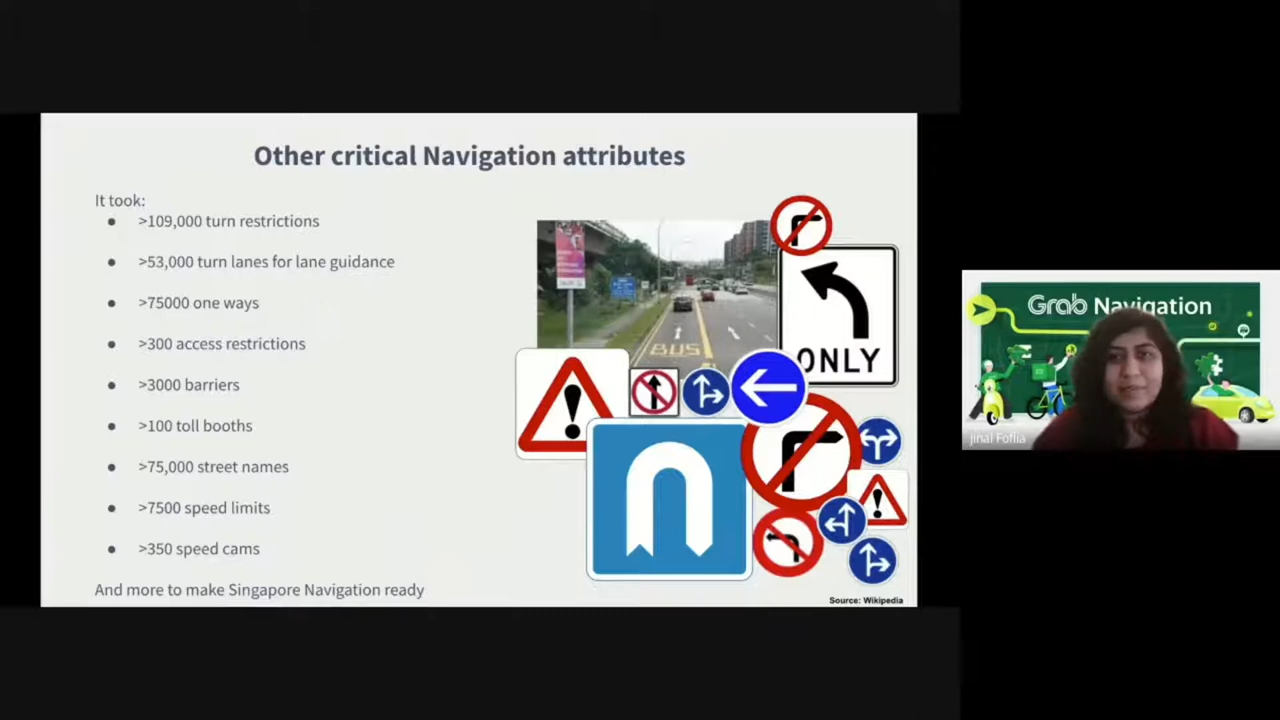 Other critical Navigation attributes
It took:
● >109,000 turn restrictions
● >53,000 turn lanes for lane guidance
● >75000 one ways
● >300 access restrictions
● >3000 barriers
● >100 toll booths
● >75,000 street names
● >7500 speed limits
● >350 speed cams
And more to make Singapore Navigation ready
BUS
ONLY
Source: Wikipedia
Grab Navigation
jinal Foflia